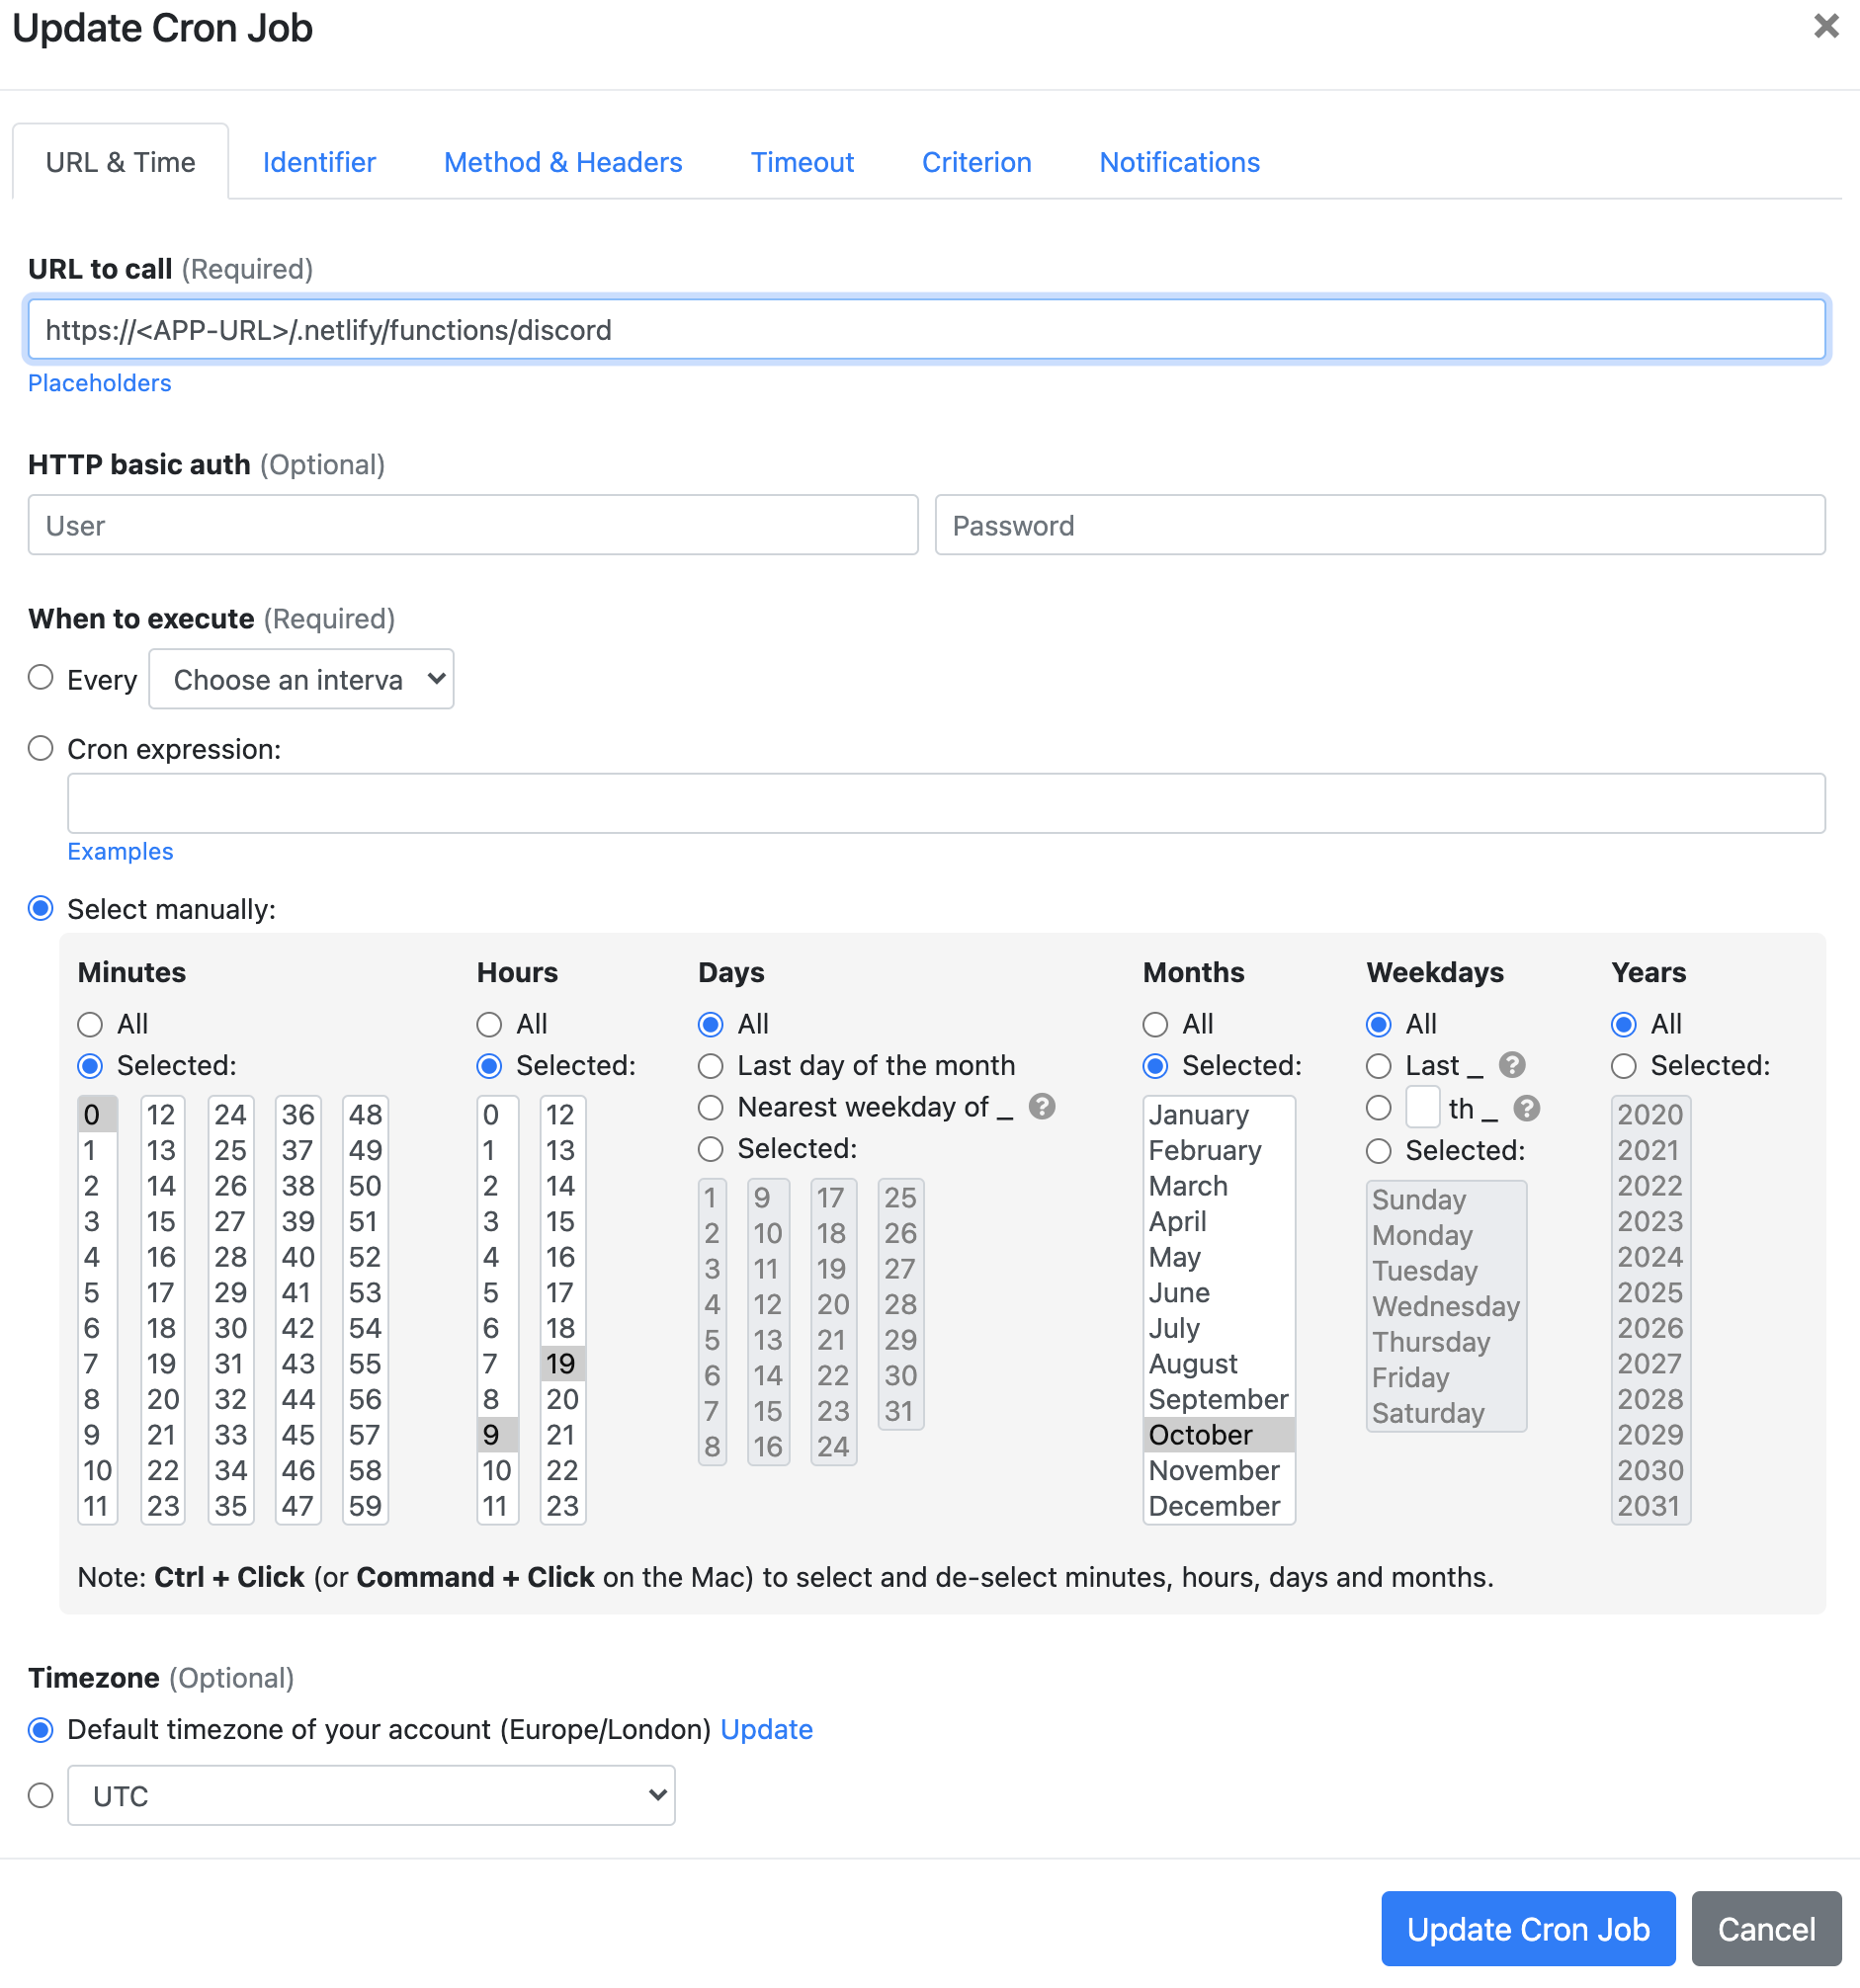 Update Cron Job ×
URL & Time Identifier Method & Headers Timeout Criterion Notifications
URL to call (Required)
https://<APP-URL>/.netlify/functions/discord
Placeholders
HTTP basic auth (Optional)
User Password
When to execute (Required)
Every Choose an interva
Cron expression:
Examples
Select manually:
Minutes Hours Days Months Weekdays Years
All All All All All All
Selected: Selected: Last day of the month Selected: Last _ ? Selected:
Nearest weekday of _ ? th _ ?
Selected: Selected:
0 12 24 36 48 0 12 January 2020
1 13 25 37 49 1 13 February 2021
2 14 26 38 50 2 14 1 9 17 25 March Sunday 2022
3 15 27 39 51 3 15 2 10 18 26 April Monday 2023
4 16 28 40 52 4 16 3 11 19 27 May Tuesday 2024
5 17 29 41 53 5 17 4 12 20 28 June Wednesday 2025
6 18 30 42 54 6 18 5 13 21 29 July Thursday 2026
7 19 31 43 55 7 19 6 14 22 30 August Friday 2027
8 20 32 44 56 8 20 7 15 23 31 September Saturday 2028
9 21 33 45 57 9 21 8 16 24 October 2029
10 22 34 46 58 10 22 November 2030
11 23 35 47 59 11 23 December 2031
Note: Ctrl + Click (or Command + Click on the Mac) to select and de-select minutes, hours, days and months.
Timezone (Optional)
Default timezone of your account (Europe/London) Update
UTC
Update Cron Job Cancel